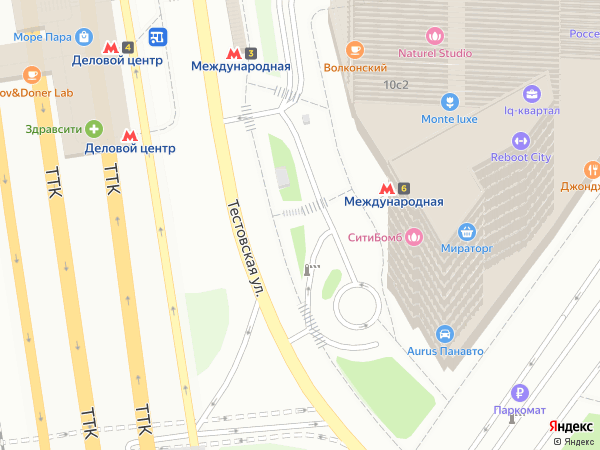 Море Пара
4
Деловой центр
ov&Doner Lab
Здравсити
Деловой центр
3
Международная
Naturel Studio
Россе
Волконский
10с2
Iq-квартал
Monte luxe
Reboot City
Джондж
6
Международная
СитиБомб
Мираторг
ТТК
ТТК
Тестовская ул.
Aurus Панавто
Паркомат
ТТК
ТТК
Яндекс
© Яндекс